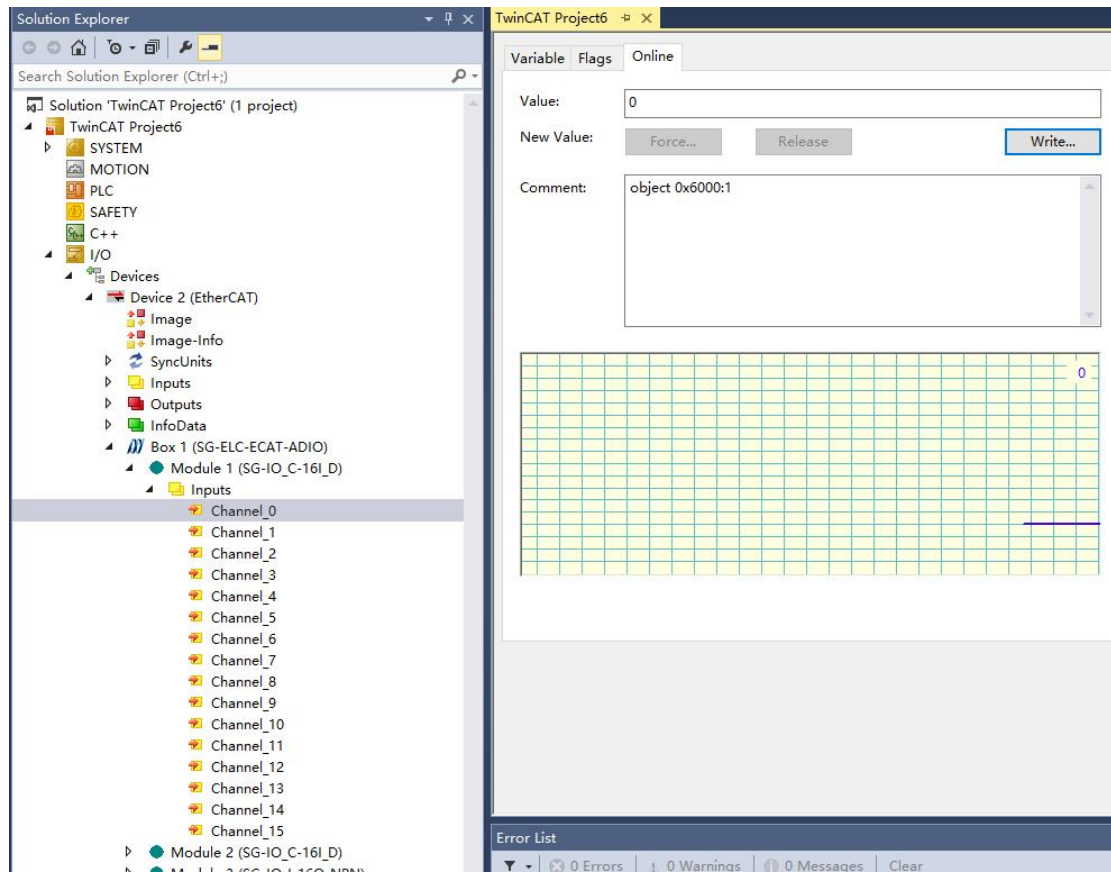 Solution Explorer
Search Solution Explorer (Ctrl+;)
Solution 'TwinCAT Project6' (1 project)
TwinCAT Project6
SYSTEM
MOTION
PLC
SAFETY
C++
I/O
Devices
Device 2 (EtherCAT)
Image
Image-Info
SyncUnits
Inputs
Outputs
InfoData
Box 1 (SG-ELC-ECAT-ADIO)
Module 1 (SG-IO_C-16I_D)
Inputs
Channel_0
Channel_1
Channel_2
Channel_3
Channel_4
Channel_5
Channel_6
Channel_7
Channel_8
Channel_9
Channel_10
Channel_11
Channel_12
Channel_13
Channel_14
Channel_15
Module 2 (SG-IO_C-16I_D)
TwinCAT Project6
Variable Flags Online
Value: 0
New Value: Force... Release Write...
Comment: object 0x6000:1
0
Error List
0 Errors 0 Warnings 0 Messages Clear